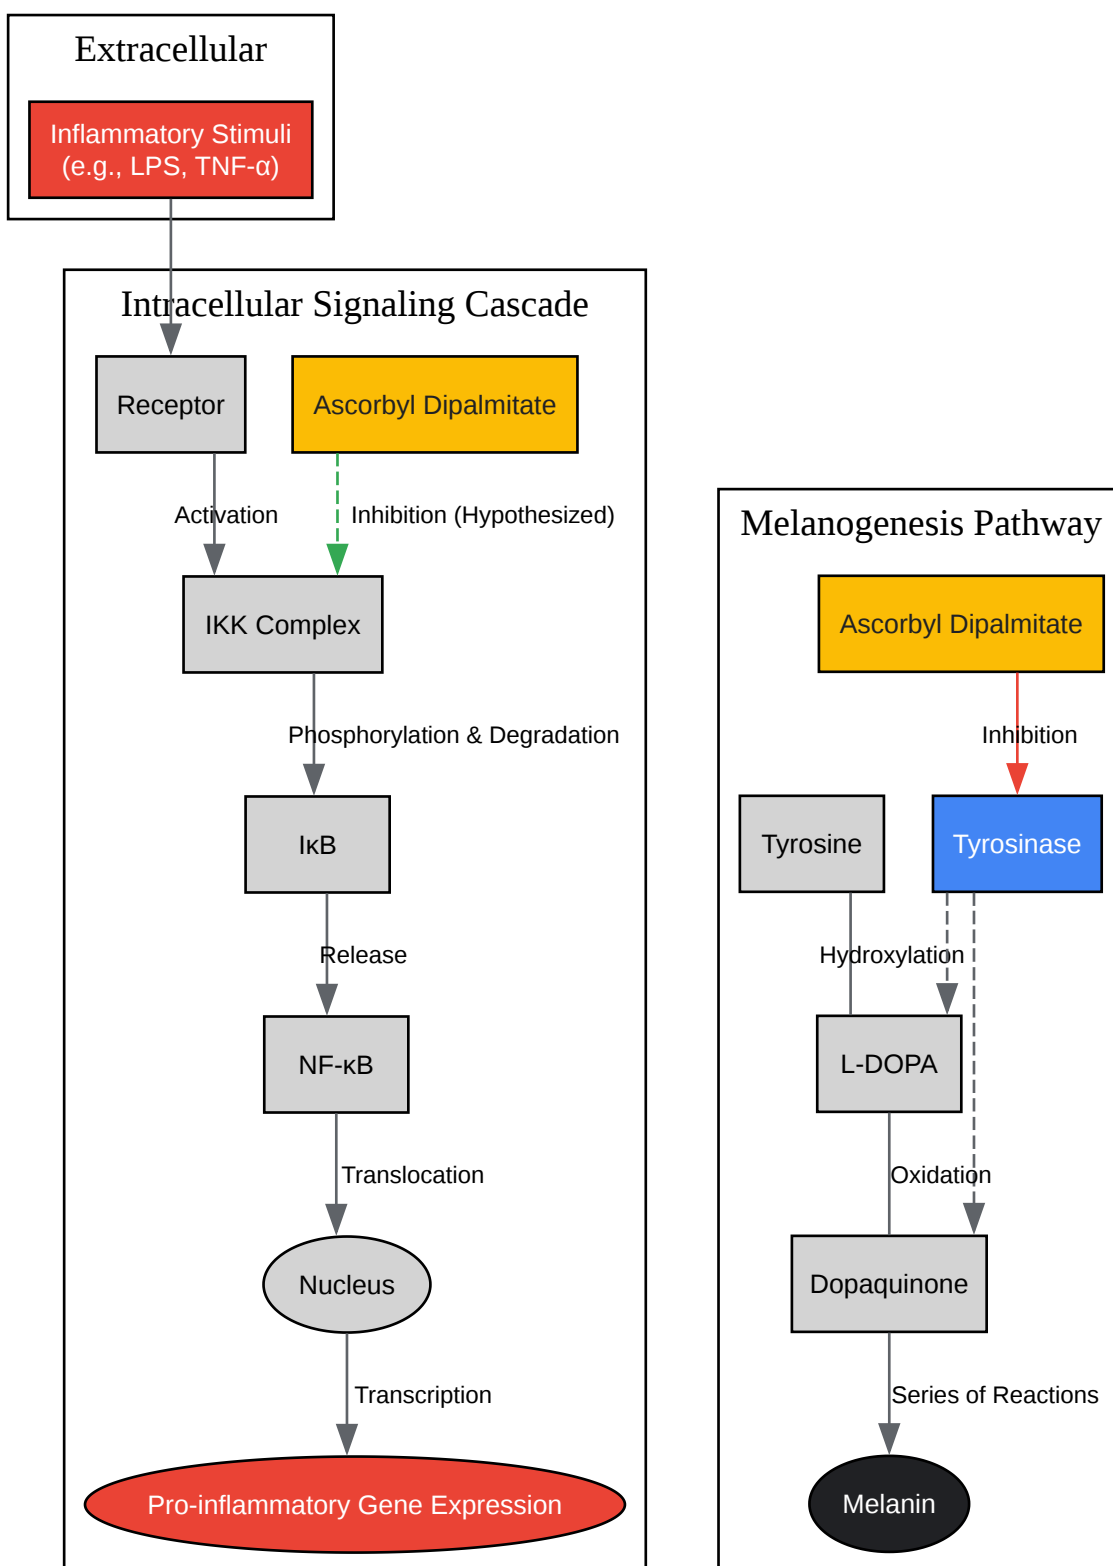 Extracellular
Inflammatory Stimuli
(e.g., LPS, TNF-α)
Intracellular Signaling Cascade
Receptor
Ascorbyl Dipalmitate
Activation
Inhibition (Hypothesized)
IKK Complex
Phosphorylation & Degradation
IκB
Release
NF-κB
Translocation
Nucleus
Transcription
Pro-inflammatory Gene Expression
Melanogenesis Pathway
Ascorbyl Dipalmitate
Inhibition
Tyrosine
Tyrosinase
Hydroxylation
L-DOPA
Oxidation
Dopaquinone
Series of Reactions
Melanin